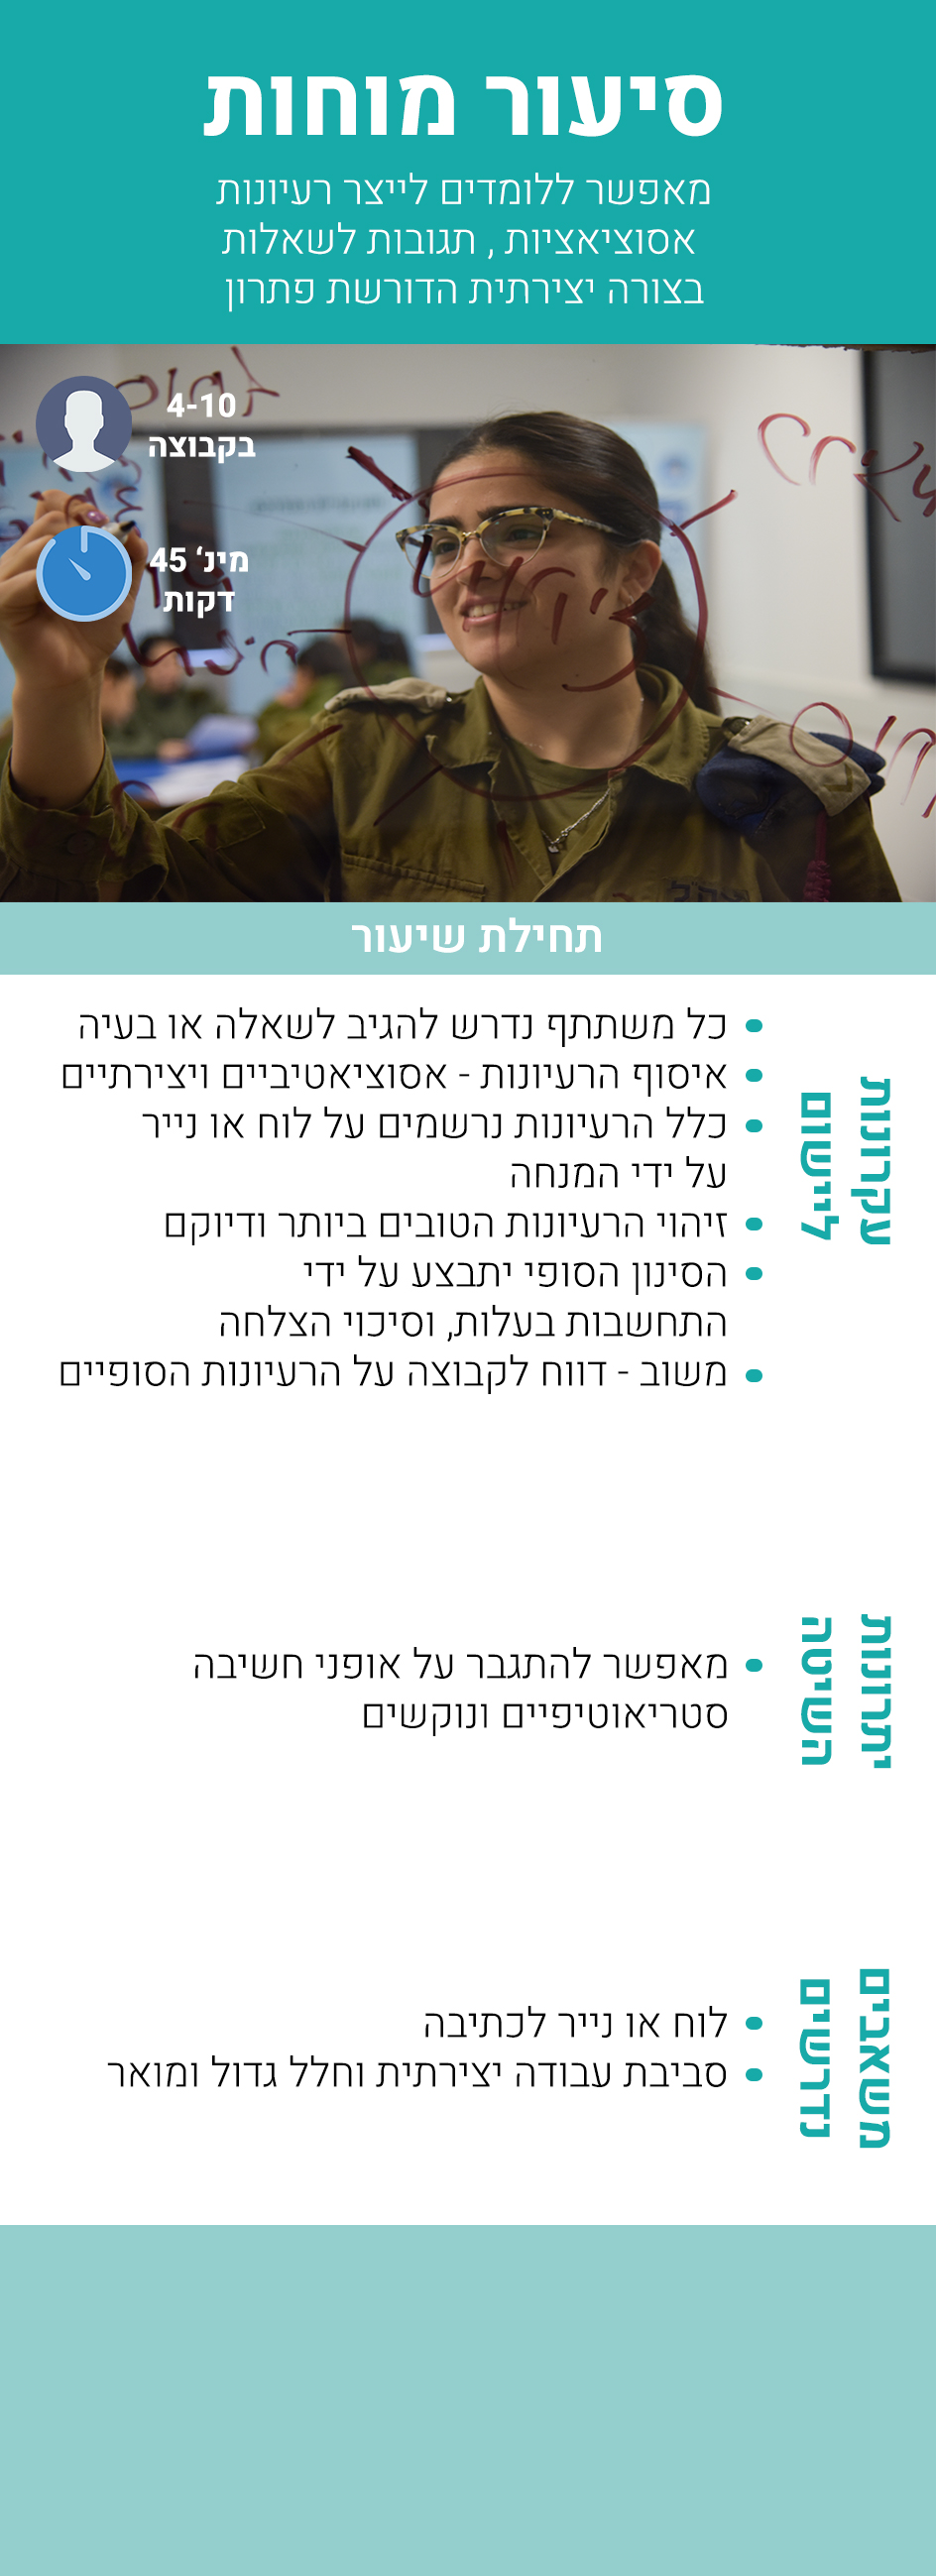 סיעור מוחות
מאפשר ללומדים לייצר רעיונות
אסוציאציות , תגובות לשאלות
בצורה יצירתית הדורשת פתרון
4-10
בקבוצה
מינ' 45
דקות
תחילת שיעור
עקרונות
ליישום
כל משתתף נדרש להגיב לשאלה או בעיה
איסוף הרעיונות - אסוציאטיביים ויצירתיים
כלל הרעיונות נרשמים על לוח או נייר
על ידי המנחה
זיהוי הרעיונות הטובים ביותר ודיוקם
הסינון הסופי יתבצע על ידי
התחשבות בעלות, וסיכוי הצלחה
משוב - דווח לקבוצה על הרעיונות הסופיים
יתרונות
השיטה
מאפשר להתגבר על אופני חשיבה
סטריאוטיפיים ונוקשים
משאבים
נדרשים
לוח או נייר לכתיבה
סביבת עבודה יצירתית וחלל גדול ומואר